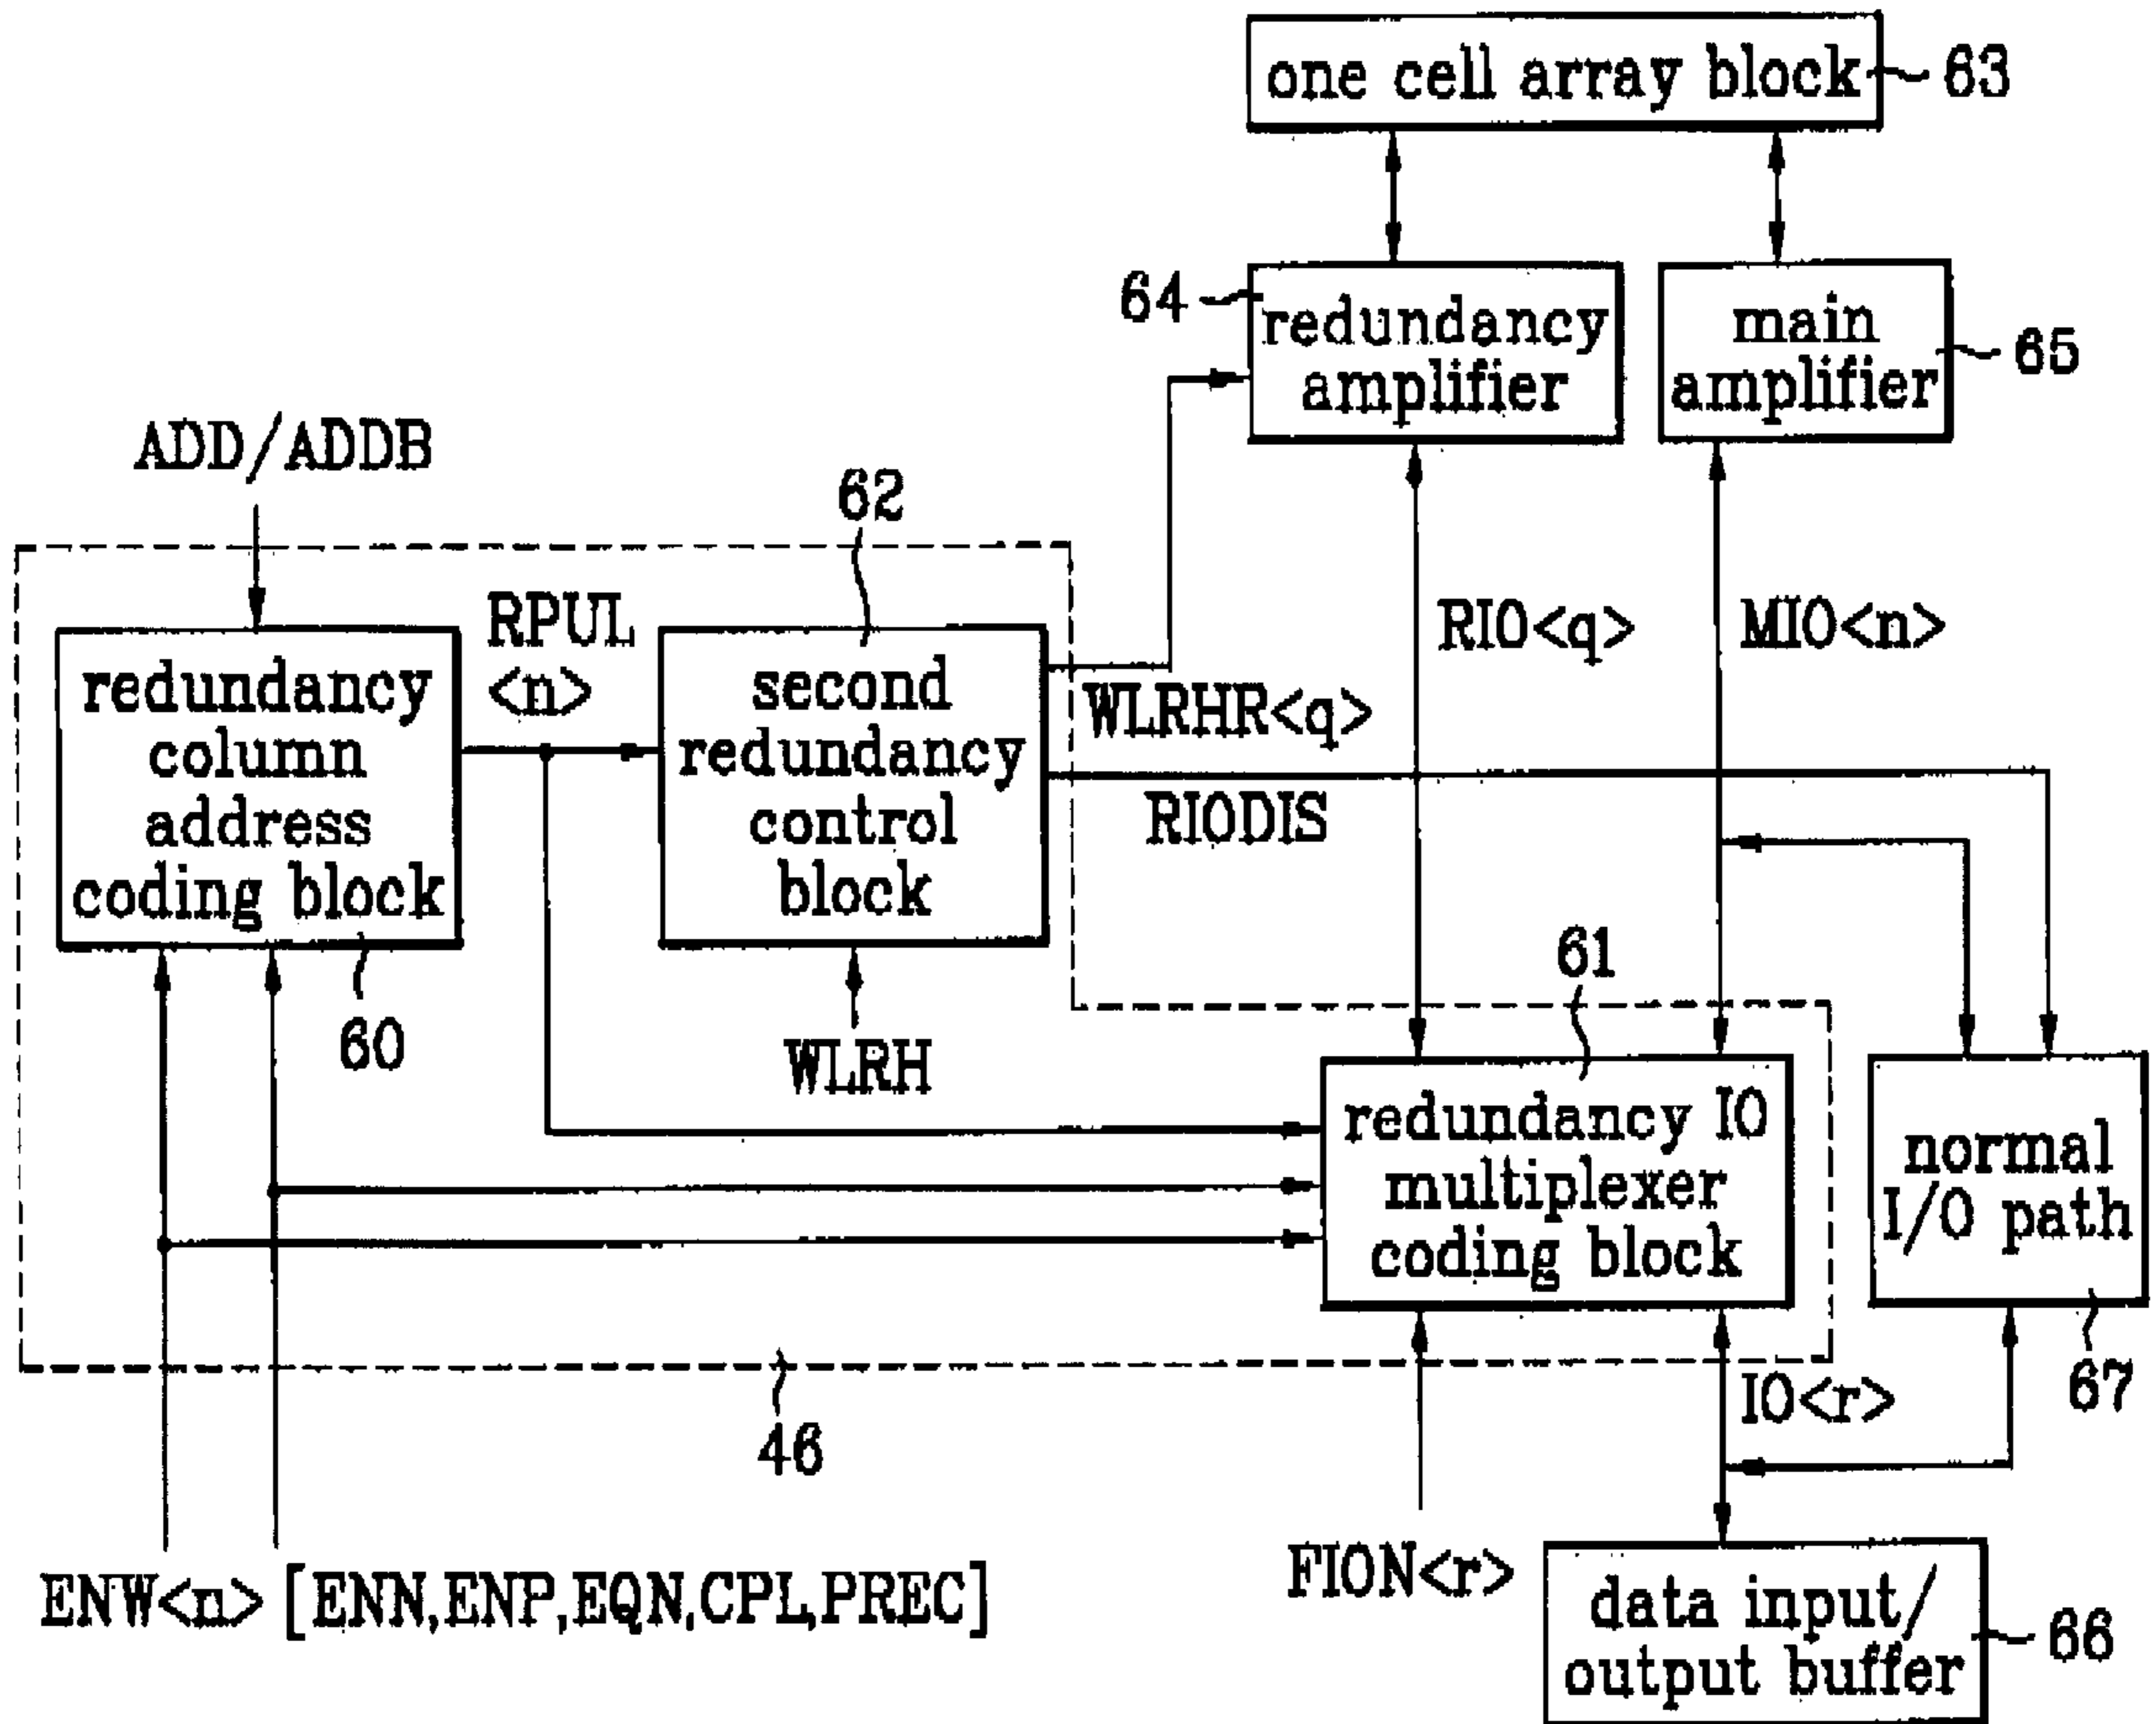 one cell array block
63
64
redundancy
amplifier
main
amplifier
65
ADD/ADDB
62
RPUL
<n>
RIO<q>
MIO<n>
redundancy
column
address
coding block
second
redundancy
control
block
WLRHR<q>
RIODIS
61
60
WLRH
redundancy IO
multiplexer
coding block
normal
I/O path
46
IO<r>
67
ENW<n> [ENN,ENP,EQN,CPL,PREC]
FION<r>
data input/
output buffer
66